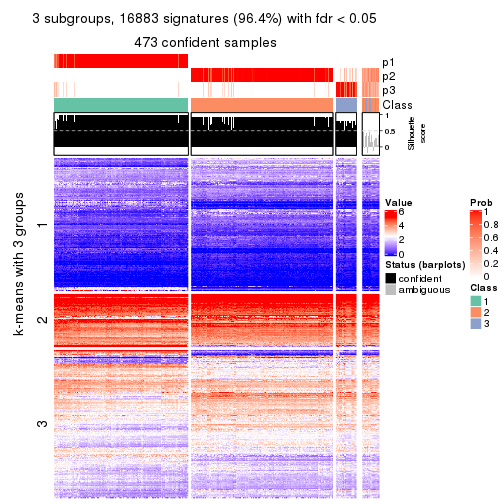 3 subgroups, 16883 signatures (96.4%) with fdr < 0.05
473 confident samples
p1
p2
p3
Class
1
0.5
0
Silhouette
score
k-means with 3 groups
1
2
3
Value
6
4
2
0
Status (barplots)
confident
ambiguous
Prob
1
0.8
0.6
0.4
0.2
0
Class
1
2
3